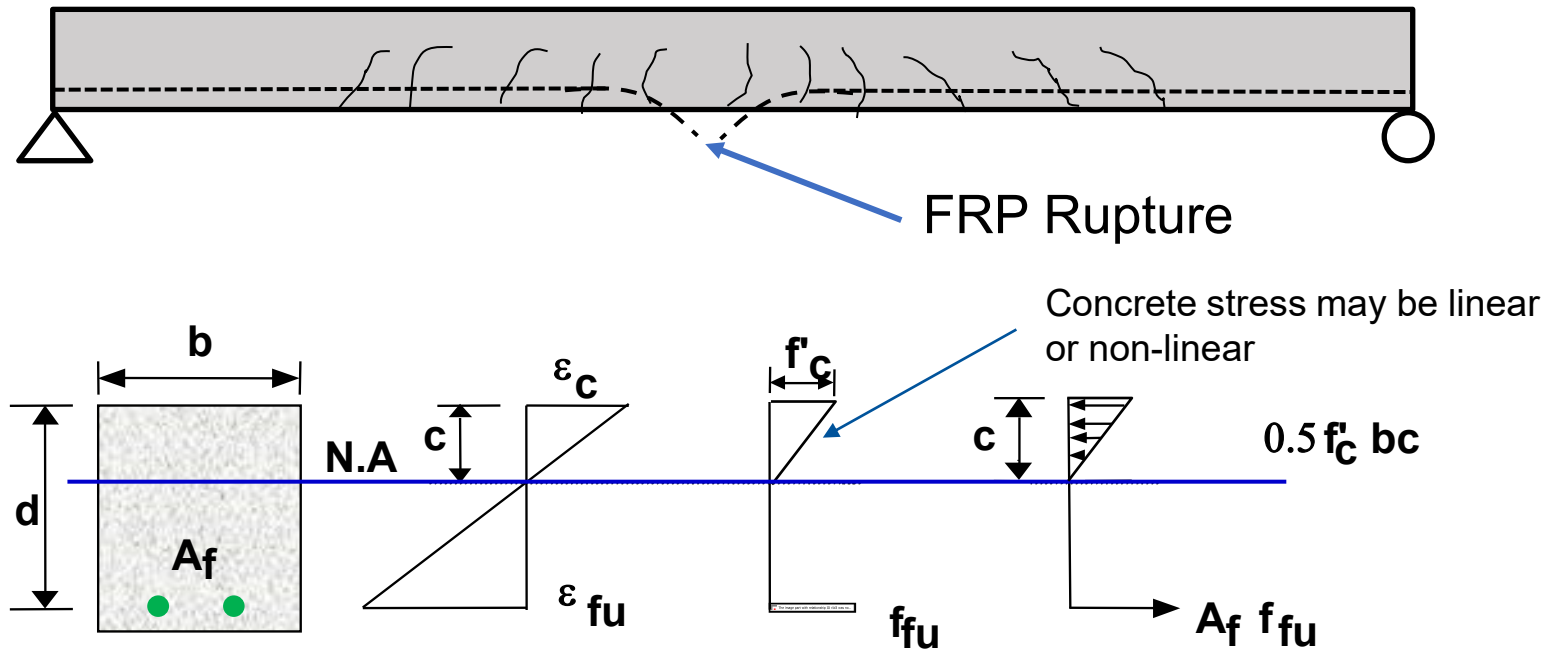 FRP Rupture
Concrete stress may be linear
or non-linear
b
εc
f'c
c
c
0.5 f'c bc
N.A
d
Af
εfu
ffu
Af ffu